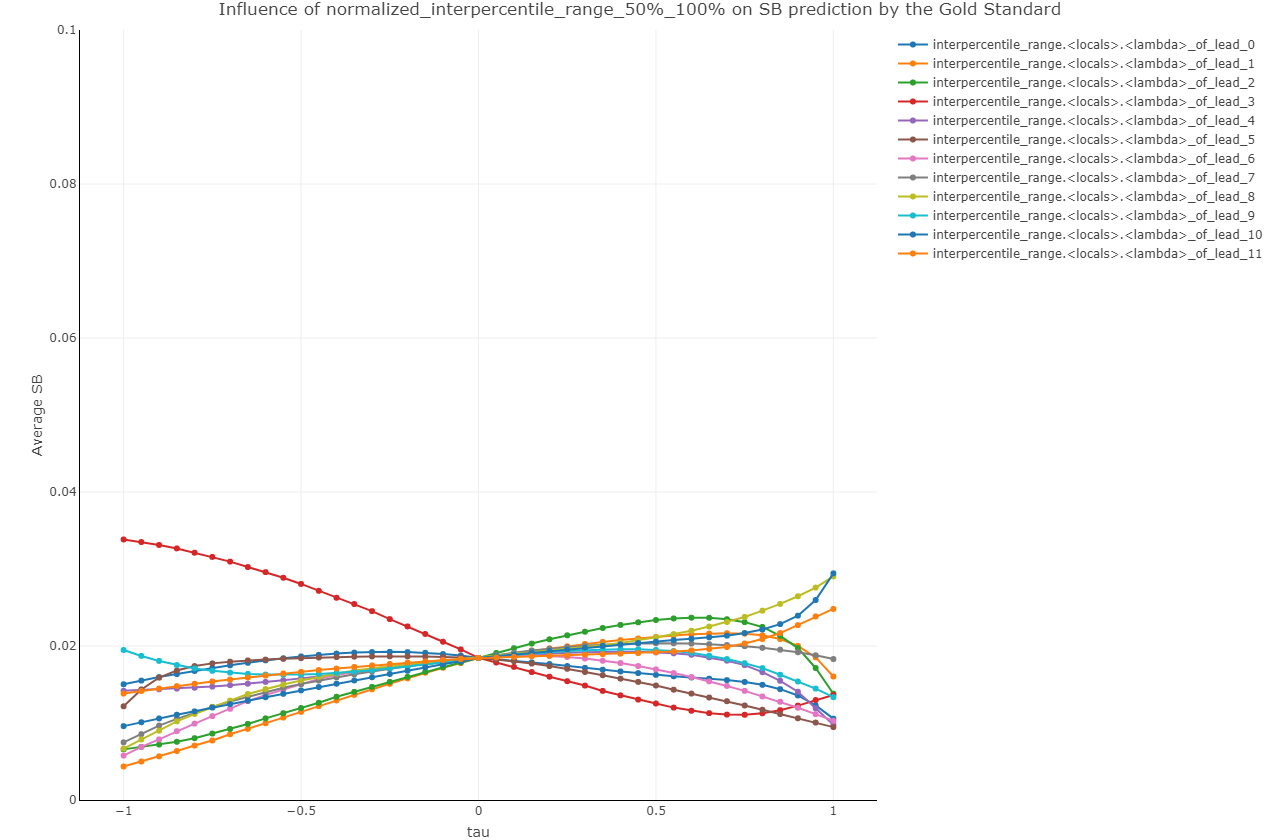 Influence of normalized_interpercentile_range_50%_100% on SB prediction by the Gold Standard
0.1
0.08
0.06
0.04
0.02
0
Average SB
−1
−0.5
0
0.5
1
tau
interpercentile_range.<locals>.<lambda>_of_lead_0
interpercentile_range.<locals>.<lambda>_of_lead_1
interpercentile_range.<locals>.<lambda>_of_lead_2
interpercentile_range.<locals>.<lambda>_of_lead_3
interpercentile_range.<locals>.<lambda>_of_lead_4
interpercentile_range.<locals>.<lambda>_of_lead_5
interpercentile_range.<locals>.<lambda>_of_lead_6
interpercentile_range.<locals>.<lambda>_of_lead_7
interpercentile_range.<locals>.<lambda>_of_lead_8
interpercentile_range.<locals>.<lambda>_of_lead_9
interpercentile_range.<locals>.<lambda>_of_lead_10
interpercentile_range.<locals>.<lambda>_of_lead_11